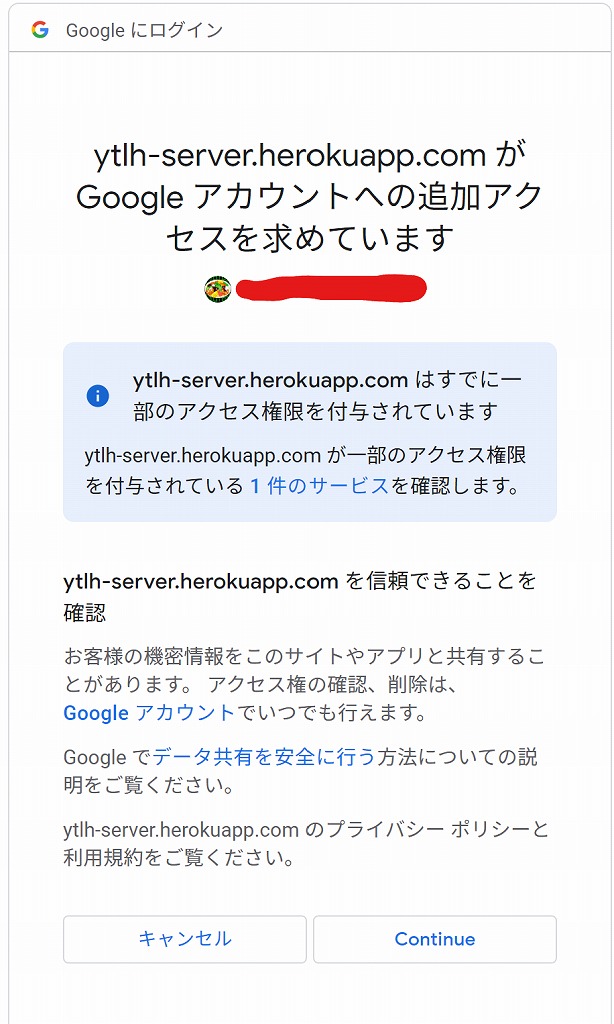 Google にログイン
ytlh-server.herokuapp.com が
Google アカウントへの追加アク
セスを求めています
ytlh-server.herokuapp.com はすでに一
部のアクセス権限を付与されています
ytlh-server.herokuapp.com が一部のアクセス権限
を付与されている 1 件のサービスを確認します。
ytlh-server.herokuapp.com を信頼できることを
確認
お客様の機密情報をこのサイトやアプリと共有するこ
とがあります。 アクセス権の確認、削除は、
Google アカウントでいつでも行えます。
Google でデータ共有を安全に行う方法についての説
明をご覧ください。
ytlh-server.herokuapp.com のプライバシー ポリシーと
利用規約をご覧ください。
キャンセル
Continue